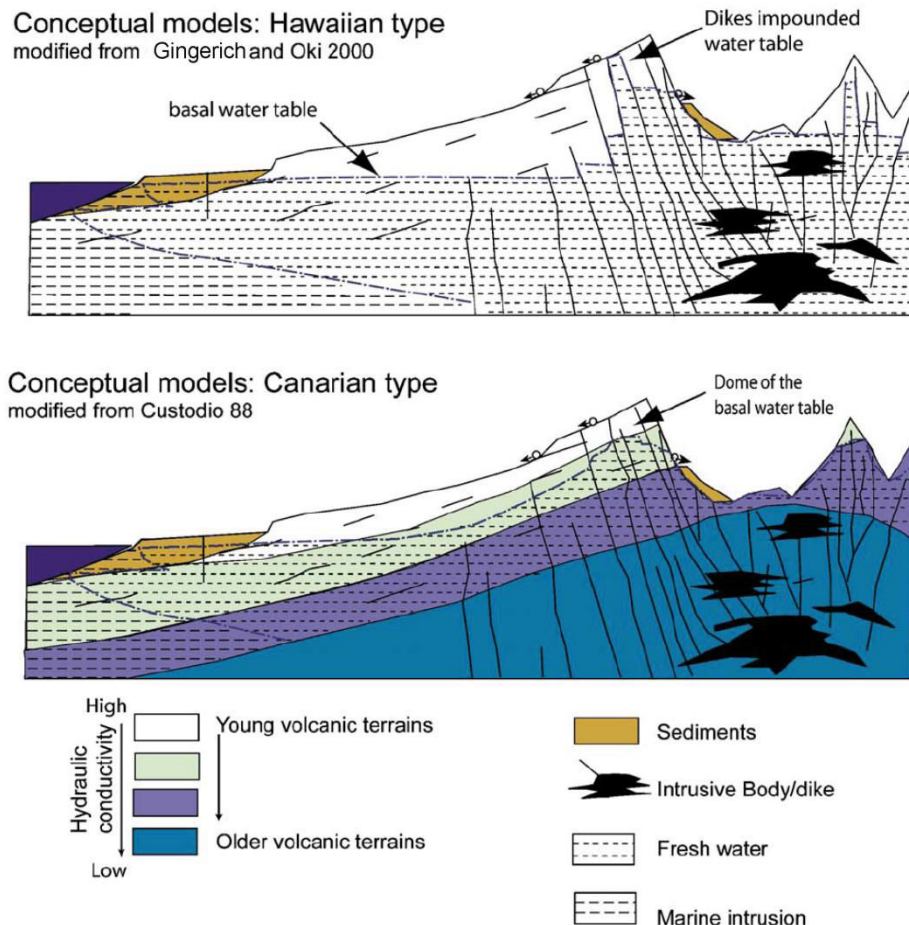 Conceptual models: Hawaiian type
modified from Gingerich and Oki 2000
Dikes impounded
water table
basal water table
Conceptual models: Canarian type
modified from Custodio 88
Dome of the
basal water table
High
Hydraulic
conductivity
Low
Young volcanic terrains
Older volcanic terrains
Sediments
Intrusive Body/dike
Fresh water
Marine intrusion